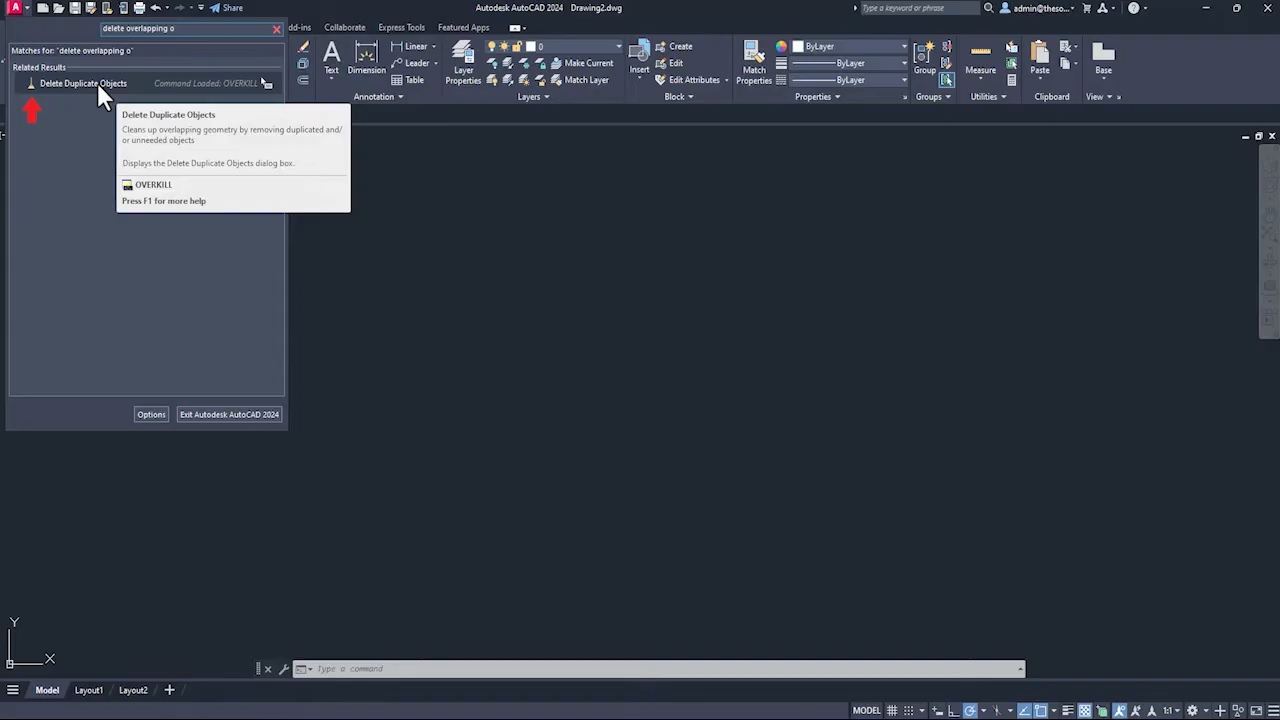 A
Share
Autodesk AutoCAD 2024   Drawing2.dwg
Type a keyword or phrase
admin@theso...
delete overlapping o
dd-ins
Collaborate
Express Tools
Featured Apps
Matches for: "delete overlapping o"
Related Results
Delete Duplicate Objects
Command Loaded: OVERKILL
Delete Duplicate Objects
Cleans up overlapping geometry by removing duplicated and/
or unneeded objects
Displays the Delete Duplicate Objects dialog box.
OVERKILL
Press F1 for more help
Options
Exit Autodesk AutoCAD 2024
Text
Dimension
Linear
Leader
Table
Annotation
Layer
Properties
0
Make Current
Match Layer
Layers
Insert
Create
Edit
Edit Attributes
Block
Match
Properties
ByLayer
ByLayer
ByLayer
Properties
Group
Groups
Measure
Utilities
Paste
Clipboard
Base
View
Y
X
Type a command
Model
Layout1
Layout2
MODEL
1:1